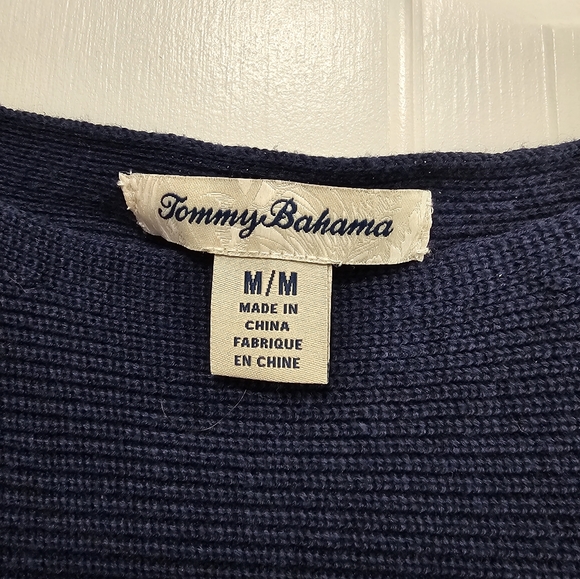 Tommy Bahama
M/M
MADE IN
CHINA
FABRIQUE
EN CHINE